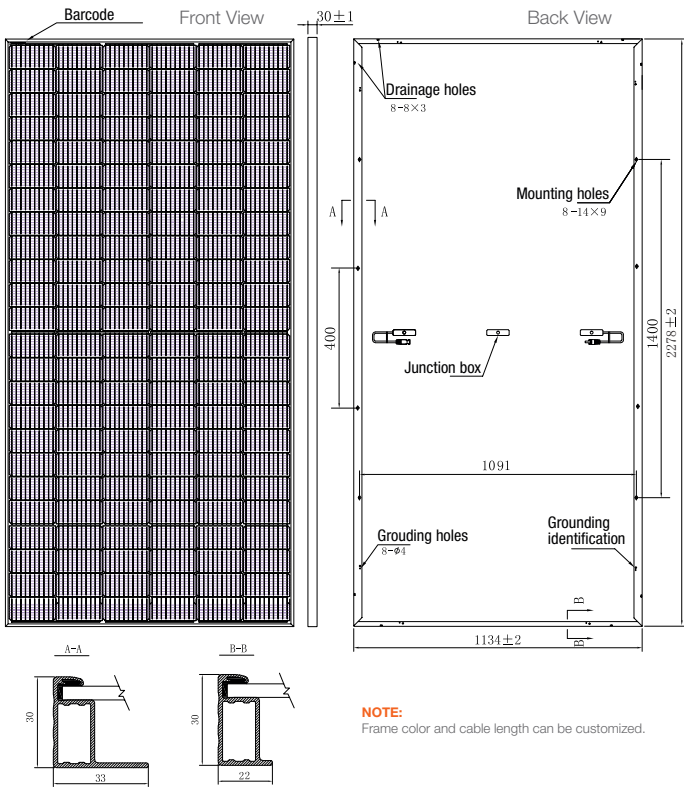 Barcode
Front View
30±1
Back View
Drainage holes
8-8×3
Mounting holes
8-14×9
A
A
400
1400
2278±2
Junction box
1091
Grouding holes
8-ø4
Grounding
identification
B
B
1134±2
A-A
B-B
30
33
30
22
NOTE:
Frame color and cable length can be customized.